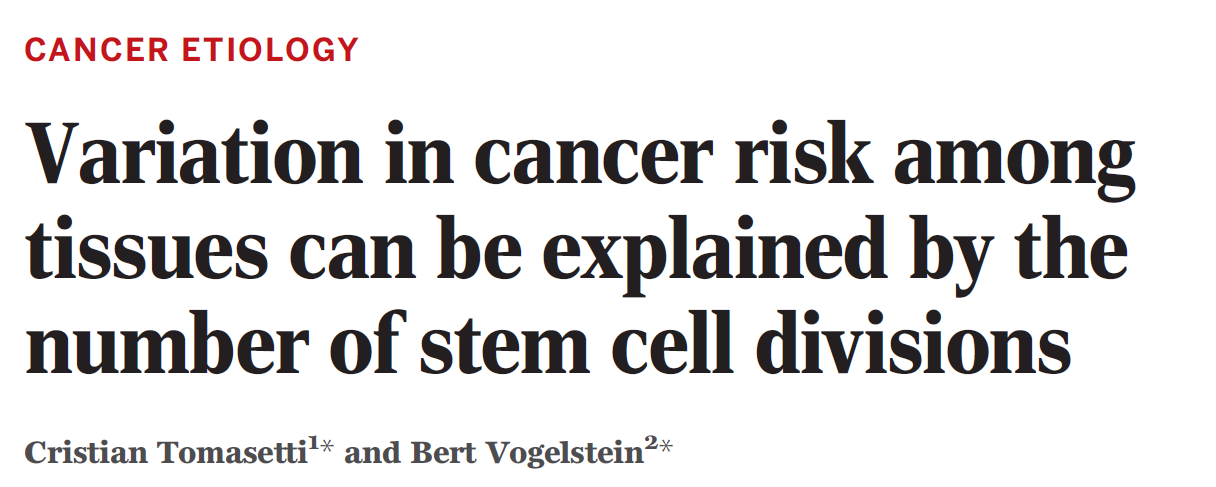 CANCER ETIOLOGY
Variation in cancer risk among
tissues can be explained by the
number of stem cell divisions
Cristian Tomasetti¹* and Bert Vogelstein²*